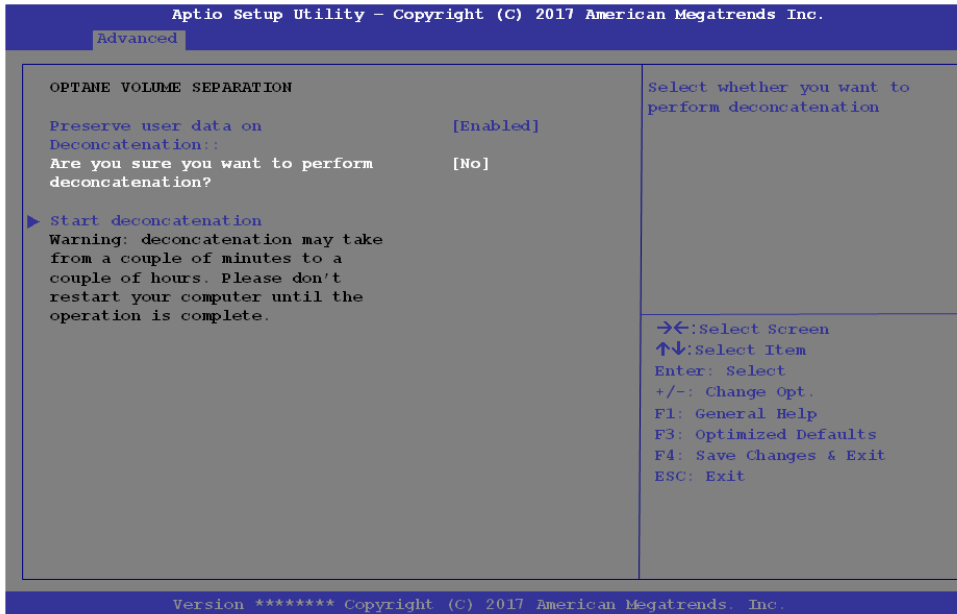 Aptio Setup Utility – Copyright (C) 2017 American Megatrends Inc.
Advanced
OPTANE VOLUME SEPARATION
Preserve user data on [Enabled]
Deconcatenation::
Are you sure you want to perform [No]
deconcatenation?
▶ Start deconcatenation
Warning: deconcatenation may take
from a couple of minutes to a
couple of hours. Please don't
restart your computer until the
operation is complete.
Select whether you want to
perform deconcatenation
→←:Select Screen
↑↓:Select Item
Enter: Select
+/-: Change Opt.
F1: General Help
F3: Optimized Defaults
F4: Save Changes & Exit
ESC: Exit
Version ******** Copyright (C) 2017 American Megatrends. Inc.